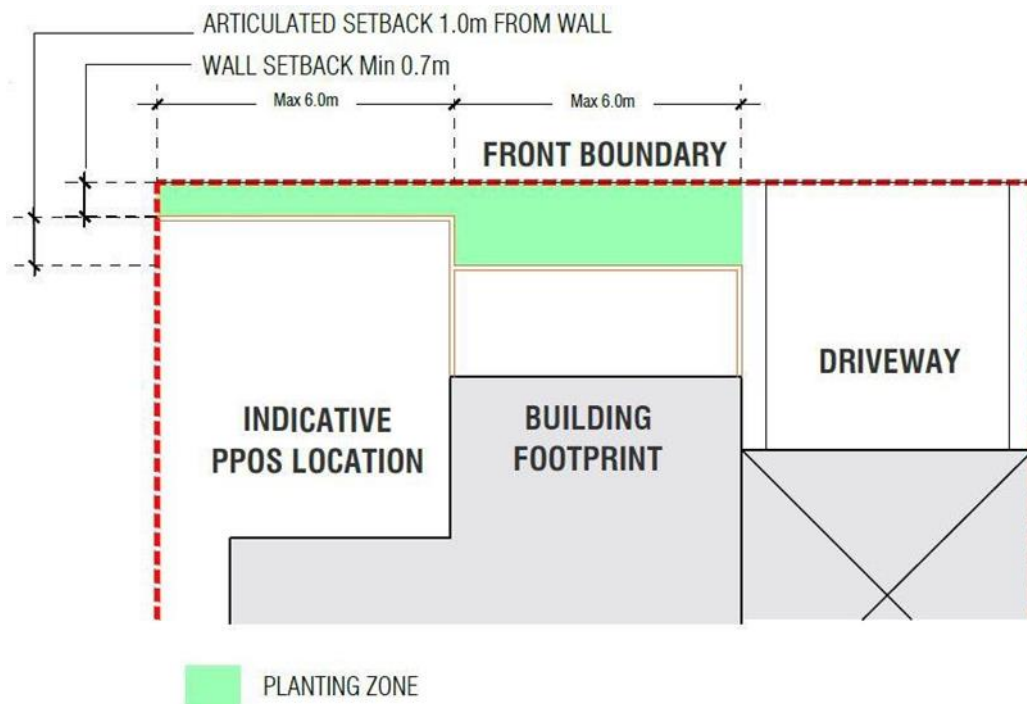 ARTICULATED SETBACK 1.0m FROM WALL
WALL SETBACK Min 0.7m
Max 6.0m
Max 6.0m
FRONT BOUNDARY
DRIVEWAY
INDICATIVE
PPOS LOCATION
BUILDING
FOOTPRINT
PLANTING ZONE